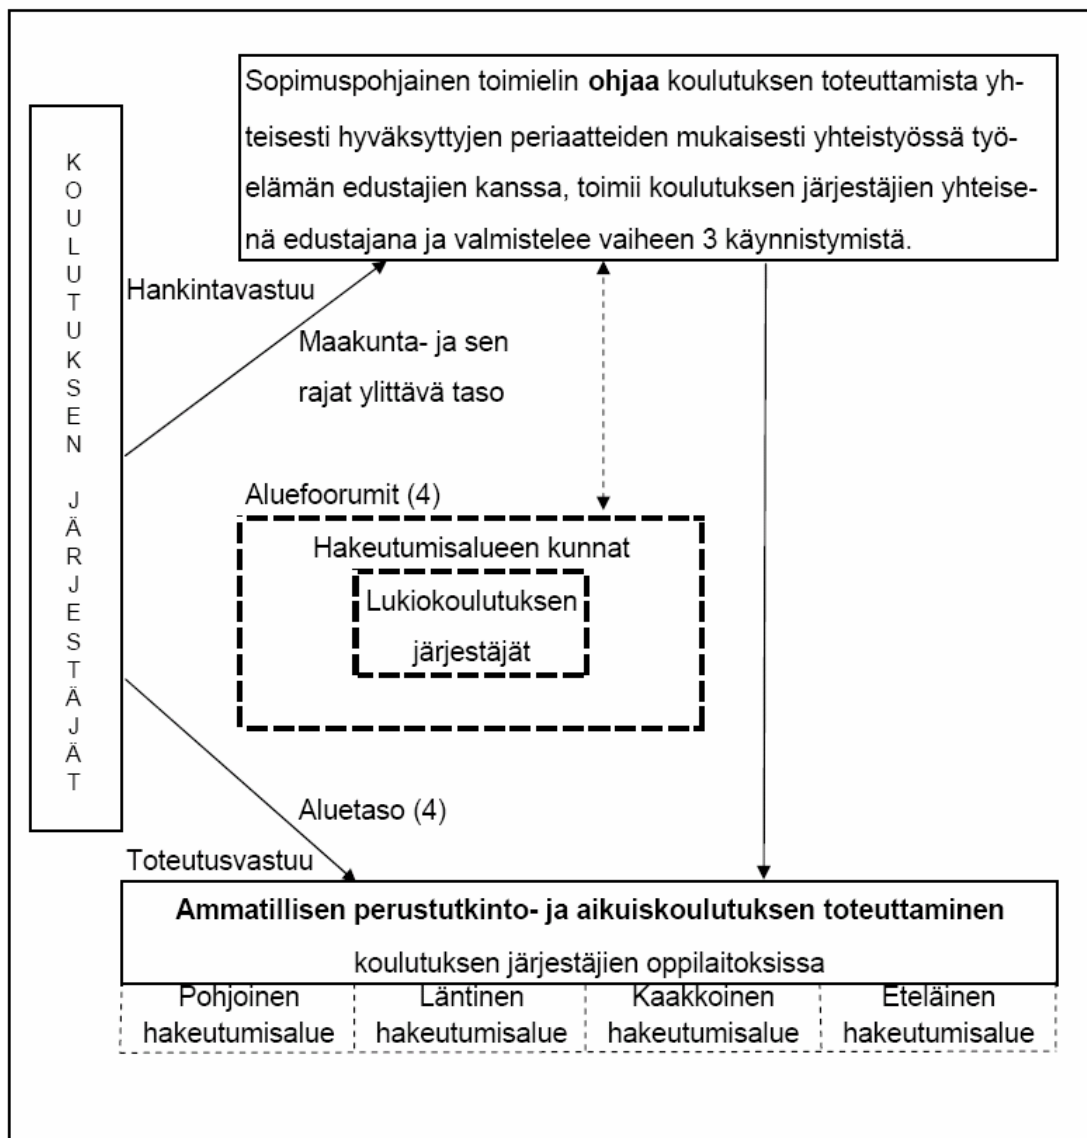 Sopimuspohjainen toimielin ohjaa koulutuksen toteuttamista yh-
teisesti hyväksyttyjen periaatteiden mukaisesti yhteistyössä työ-
elämän edustajien kanssa, toimii koulutuksen järjestäjien yhteise-
nä edustajana ja valmistelee vaiheen 3 käynnistymistä.
KOULUTUKSEN JÄRJESTÄJÄT
Hankintavastuu
Maakunta- ja sen
rajat ylittävä taso
Aluefoorumit (4)
Hakeutumisalueen kunnat
Lukiokoulutuksen
järjestäjät
Aluetaso (4)
Toteutusvastuu
Ammatillisen perustutkinto- ja aikuiskoulutuksen toteuttaminen
koulutuksen järjestäjien oppilaitoksissa
Pohjoinen
hakeutumisalue
Läntinen
hakeutumisalue
Kaakkoinen
hakeutumisalue
Eteläinen
hakeutumisalue